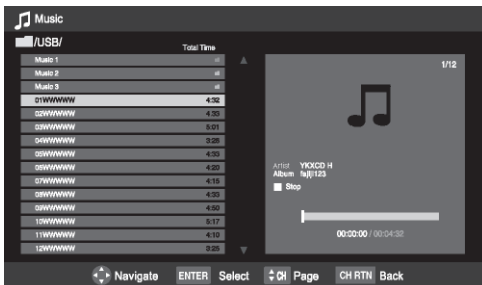 Music
/USB/
Total Time
Music 1
Music 2
Music 3
01WWWWW 4:32
02WWWWW 4:33
03WWWWW 5:01
04WWWWW 3:28
05WWWWW 4:33
06WWWWW 4:20
07WWWWW 4:15
08WWWWW 4:33
09WWWWW 4:50
10WWWWW 5:17
11WWWWW 4:10
12WWWWW 3:25
1/12
Artist YKXCD H
Album
Stop
00:00:00 / 00:04:32
Navigate ENTER Select CH Page CH RTN Back